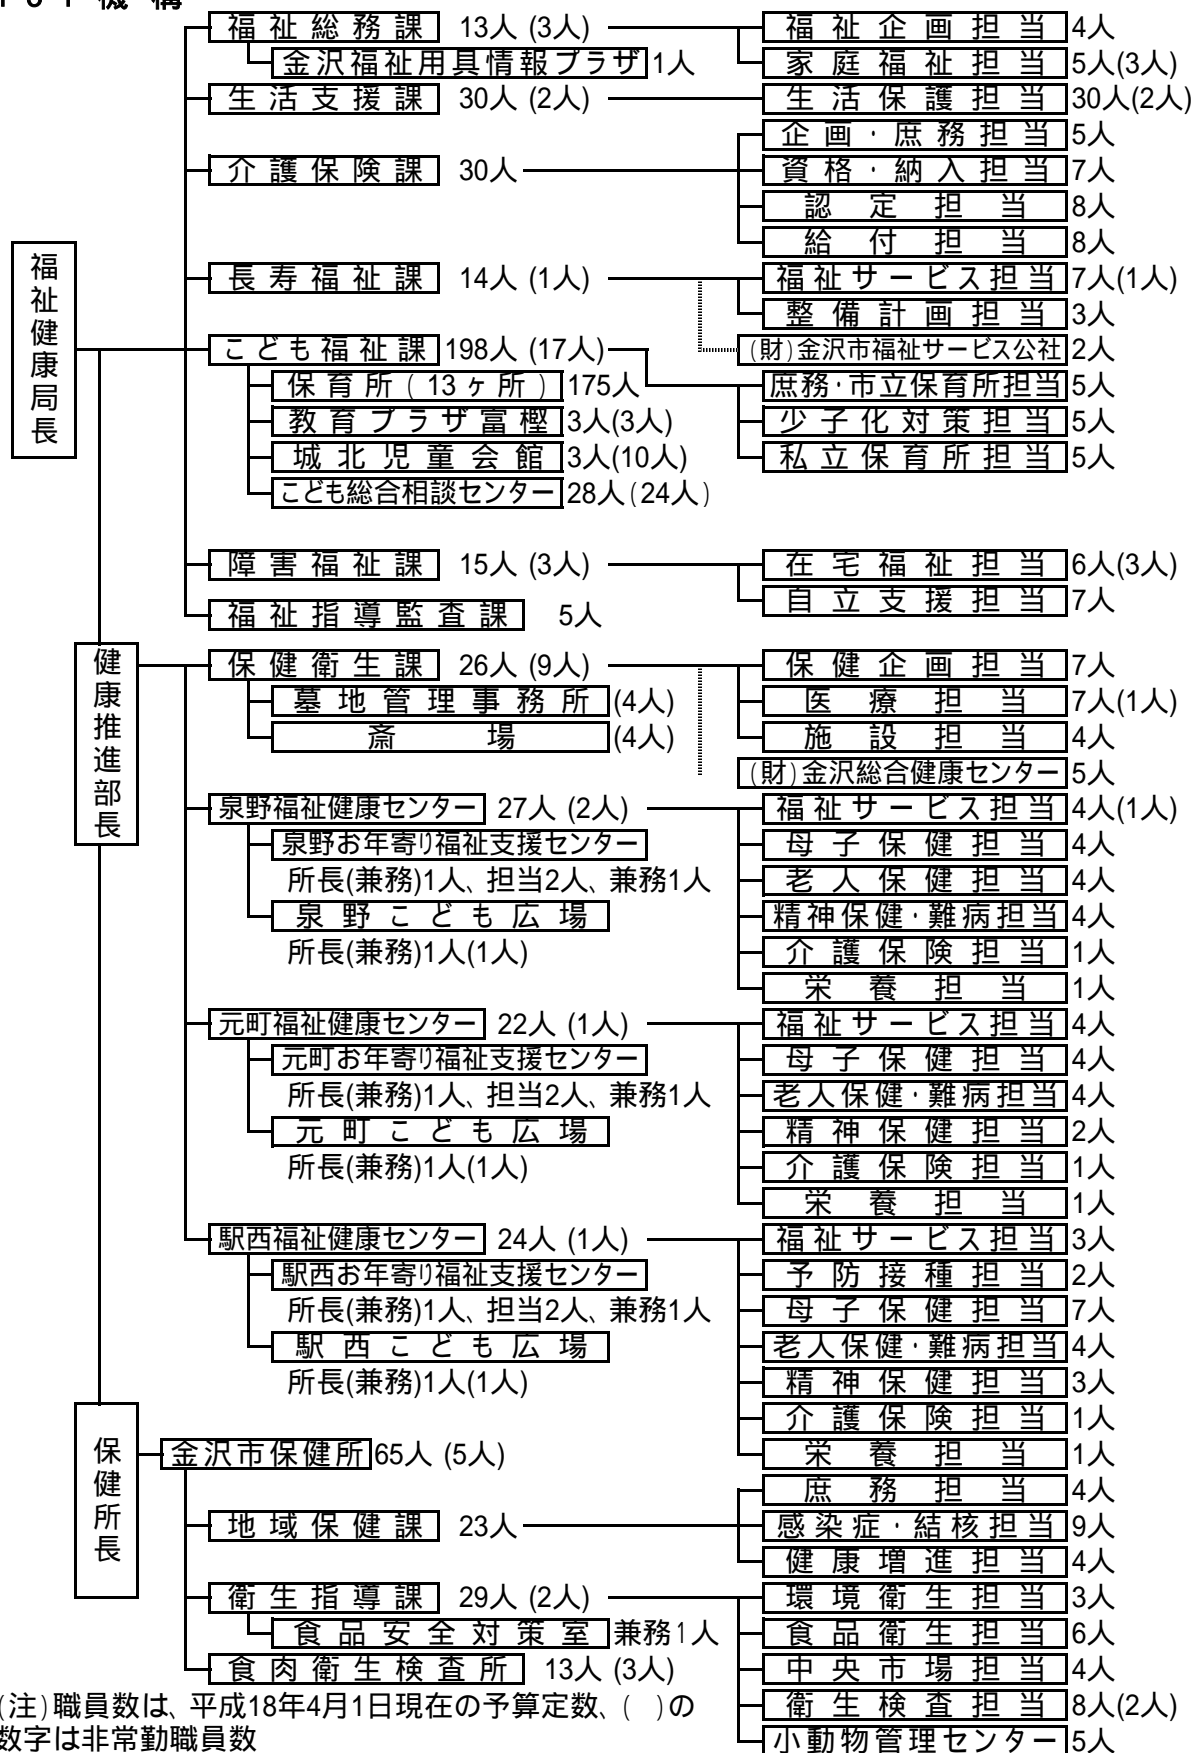 機構
福祉総務課 13人 (3人)
福祉企画担当 4人
金沢福祉用具情報プラザ 1人
家庭福祉担当 5人(3人)
生活支援課 30人 (2人)
生活保護担当 30人(2人)
企画・庶務担当 5人
介護保険課 30人
資格・納入担当 7人
認定担当 8人
給付担当 8人
福祉健康局長
長寿福祉課 14人 (1人)
福祉サービス担当 7人(1人)
整備計画担当 3人
(財)金沢市福祉サービス公社 2人
こども福祉課 198人 (17人)
保育所(13ヶ所) 175人
庶務・市立保育所担当 5人
教育プラザ富樫 3人(3人)
少子化対策担当 5人
城北児童会館 3人(10人)
私立保育所担当 5人
こども総合相談センター 28人(24人)
障害福祉課 15人 (3人)
在宅福祉担当 6人(3人)
自立支援担当 7人
福祉指導監査課 5人
健康推進部長
保健衛生課 26人 (9人)
保健企画担当 7人
墓地管理事務所 (4人)
医療担当 7人(1人)
斎場 (4人)
施設担当 4人
(財)金沢総合健康センター 5人
泉野福祉健康センター 27人 (2人)
福祉サービス担当 4人(1人)
泉野お年寄り福祉支援センター
母子保健担当 4人
所長(兼務)1人、担当2人、兼務1人
老人保健担当 4人
泉野こども広場
精神保健・難病担当 4人
所長(兼務)1人(1人)
介護保険担当 1人
栄養担当 1人
元町福祉健康センター 22人 (1人)
福祉サービス担当 4人
元町お年寄り福祉支援センター
母子保健担当 4人
所長(兼務)1人、担当2人、兼務1人
老人保健・難病担当 4人
元町こども広場
精神保健担当 2人
所長(兼務)1人(1人)
介護保険担当 1人
栄養担当 1人
駅西福祉健康センター 24人 (1人)
福祉サービス担当 3人
駅西お年寄り福祉支援センター
予防接種担当 2人
所長(兼務)1人、担当2人、兼務1人
母子保健担当 7人
駅西こども広場
老人保健・難病担当 4人
所長(兼務)1人(1人)
精神保健担当 3人
介護保険担当 1人
栄養担当 1人
保健所長
金沢市保健所 65人 (5人)
庶務担当 4人
地域保健課 23人
感染症・結核担当 9人
健康増進担当 4人
衛生指導課 29人 (2人)
環境衛生担当 3人
食品安全対策室 兼務1人
食品衛生担当 6人
食肉衛生検査所 13人 (3人)
中央市場担当 4人
衛生検査担当 8人(2人)
小動物管理センター 5人
(注)職員数は、平成18年4月1日現在の予算定数、( )の
数字は非常勤職員数